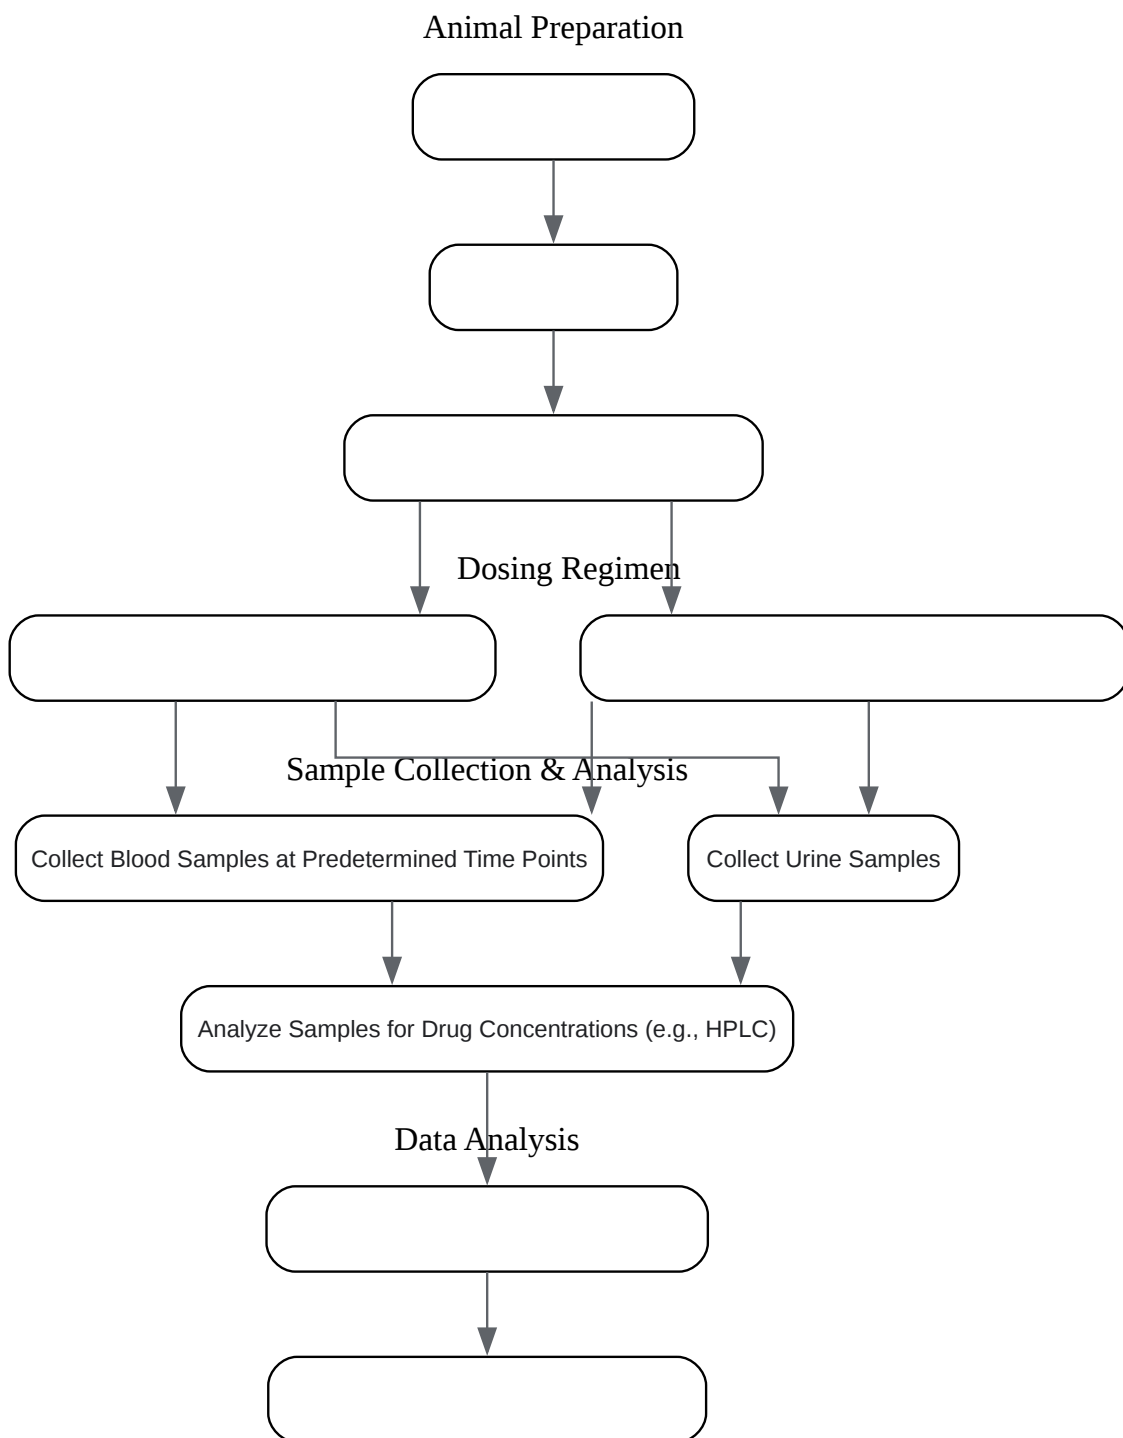 Animal Preparation
Dosing Regimen
Sample Collection & Analysis
Collect Blood Samples at Predetermined Time Points
Collect Urine Samples
Analyze Samples for Drug Concentrations (e.g., HPLC)
Data Analysis